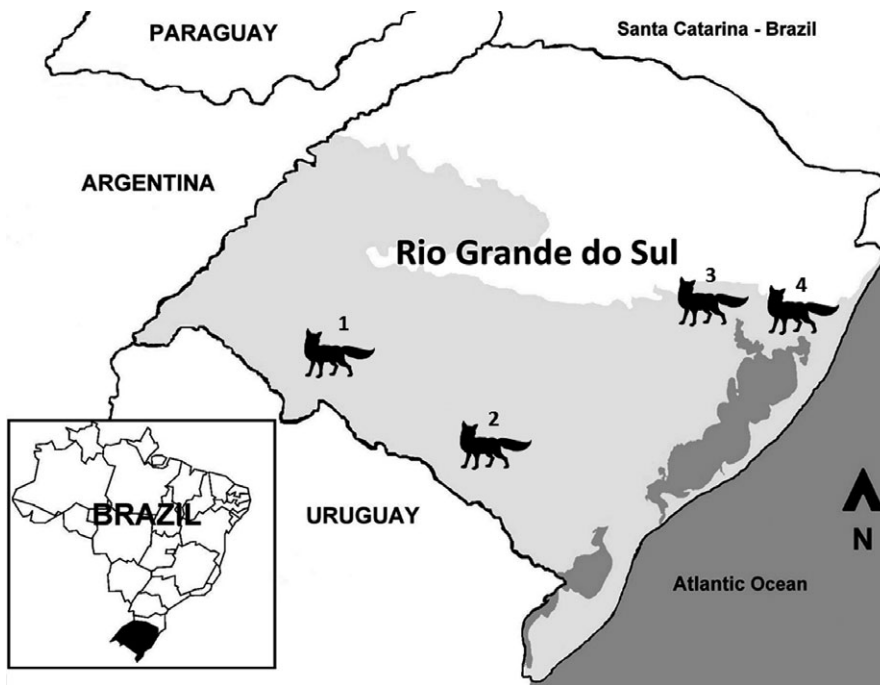 PARAGUAY
Santa Catarina - Brazil
ARGENTINA
Rio Grande do Sul
3
4
1
2
BRAZIL
URUGUAY
N
Atlantic Ocean